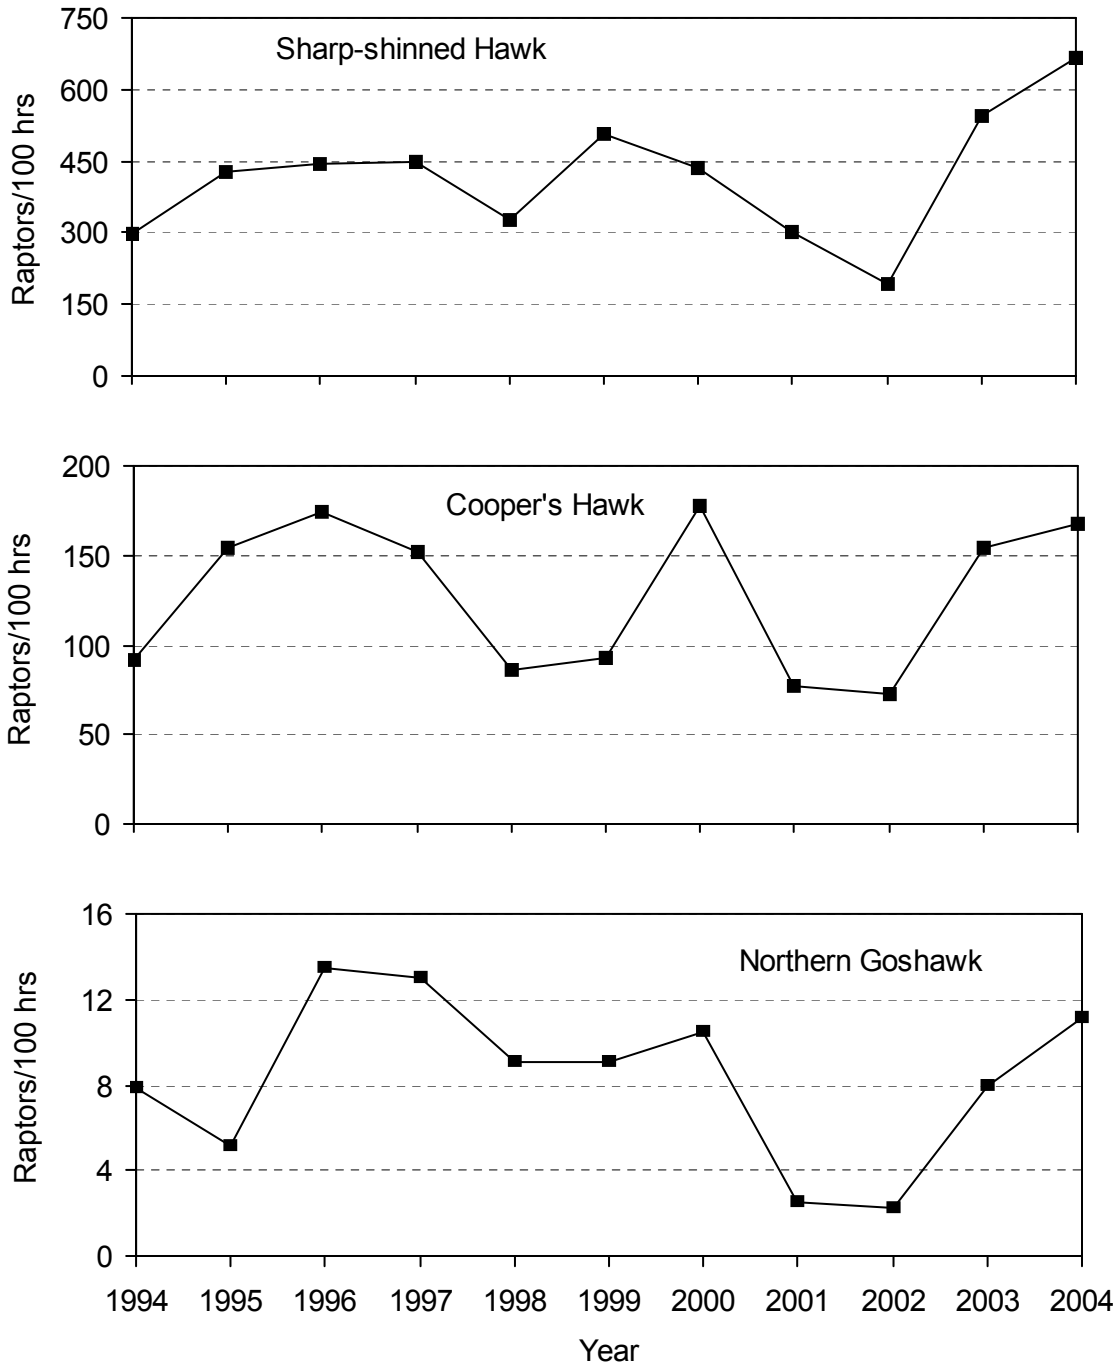 Sharp-shinned Hawk
Raptors/100 hrs
750
600
450
300
150
0
Cooper's Hawk
Raptors/100 hrs
200
150
100
50
0
Northern Goshawk
Raptors/100 hrs
16
12
8
4
0
1994 1995 1996 1997 1998 1999 2000 2001 2002 2003 2004
Year